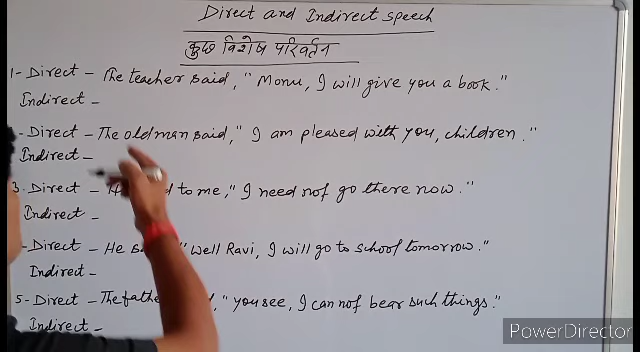 Direct and Indirect speech
कुछ विशेष परिवर्तन
1- Direct - The teacher said, "Monu, I will give you a book."
Indirect -
-Direct - The old man said, "I am pleased with you, children."
Indirect -
3-Direct - to me, "I need not go there now."
Indirect -
-Direct - He "Well Ravi, I will go to school tomorrow."
Indirect -
5-Direct - The "you see, I can not bear such things."
Indirect -
PowerDirector